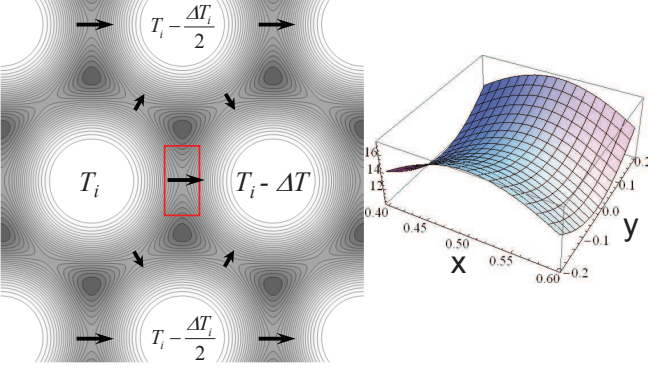 T_i - ΔT_i/2
T_i
T_i - ΔT
T_i - ΔT_i/2
16
14
12
0.40
0.45
0.50
0.55
0.60
x
0.2
0.1
0.0
-0.1
-0.2
y